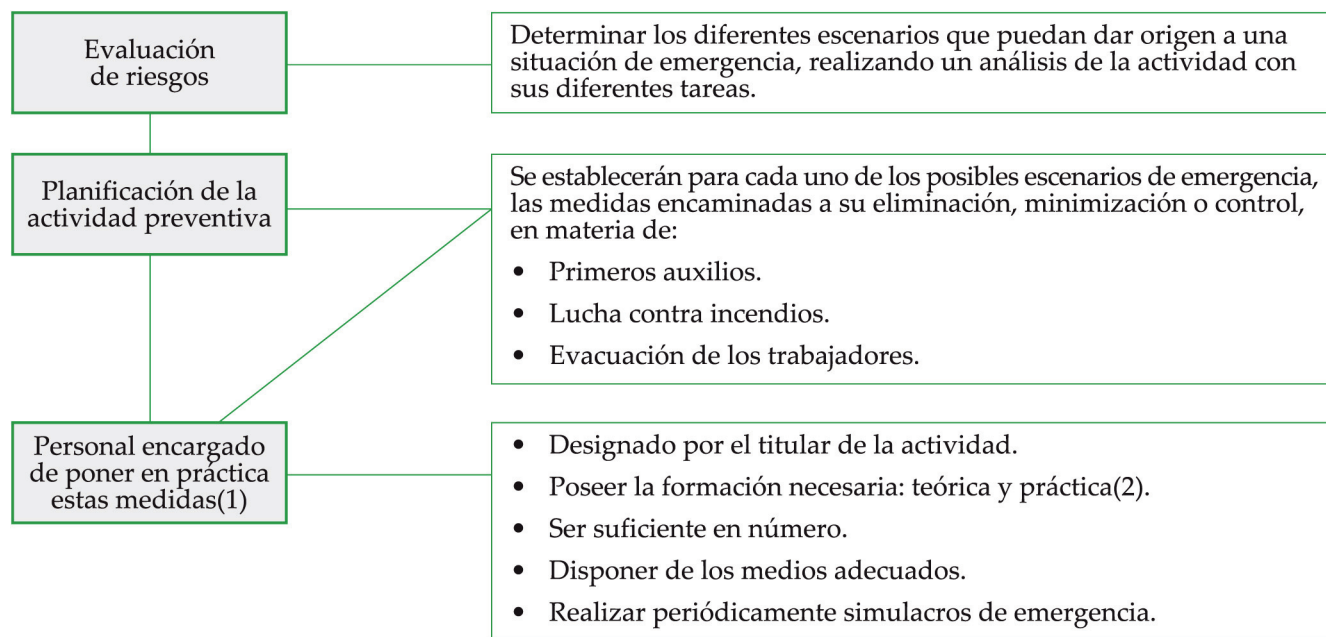 Evaluación
de riesgos
Determinar los diferentes escenarios que puedan dar origen a una
situación de emergencia, realizando un análisis de la actividad con
sus diferentes tareas.
Planificación de la
actividad preventiva
Se establecerán para cada uno de los posibles escenarios de emergencia,
las medidas encaminadas a su eliminación, minimización o control,
en materia de:
• Primeros auxilios.
• Lucha contra incendios.
• Evacuación de los trabajadores.
Personal encargado
de poner en práctica
estas medidas(1)
• Designado por el titular de la actividad.
• Poseer la formación necesaria: teórica y práctica(2).
• Ser suficiente en número.
• Disponer de los medios adecuados.
• Realizar periódicamente simulacros de emergencia.